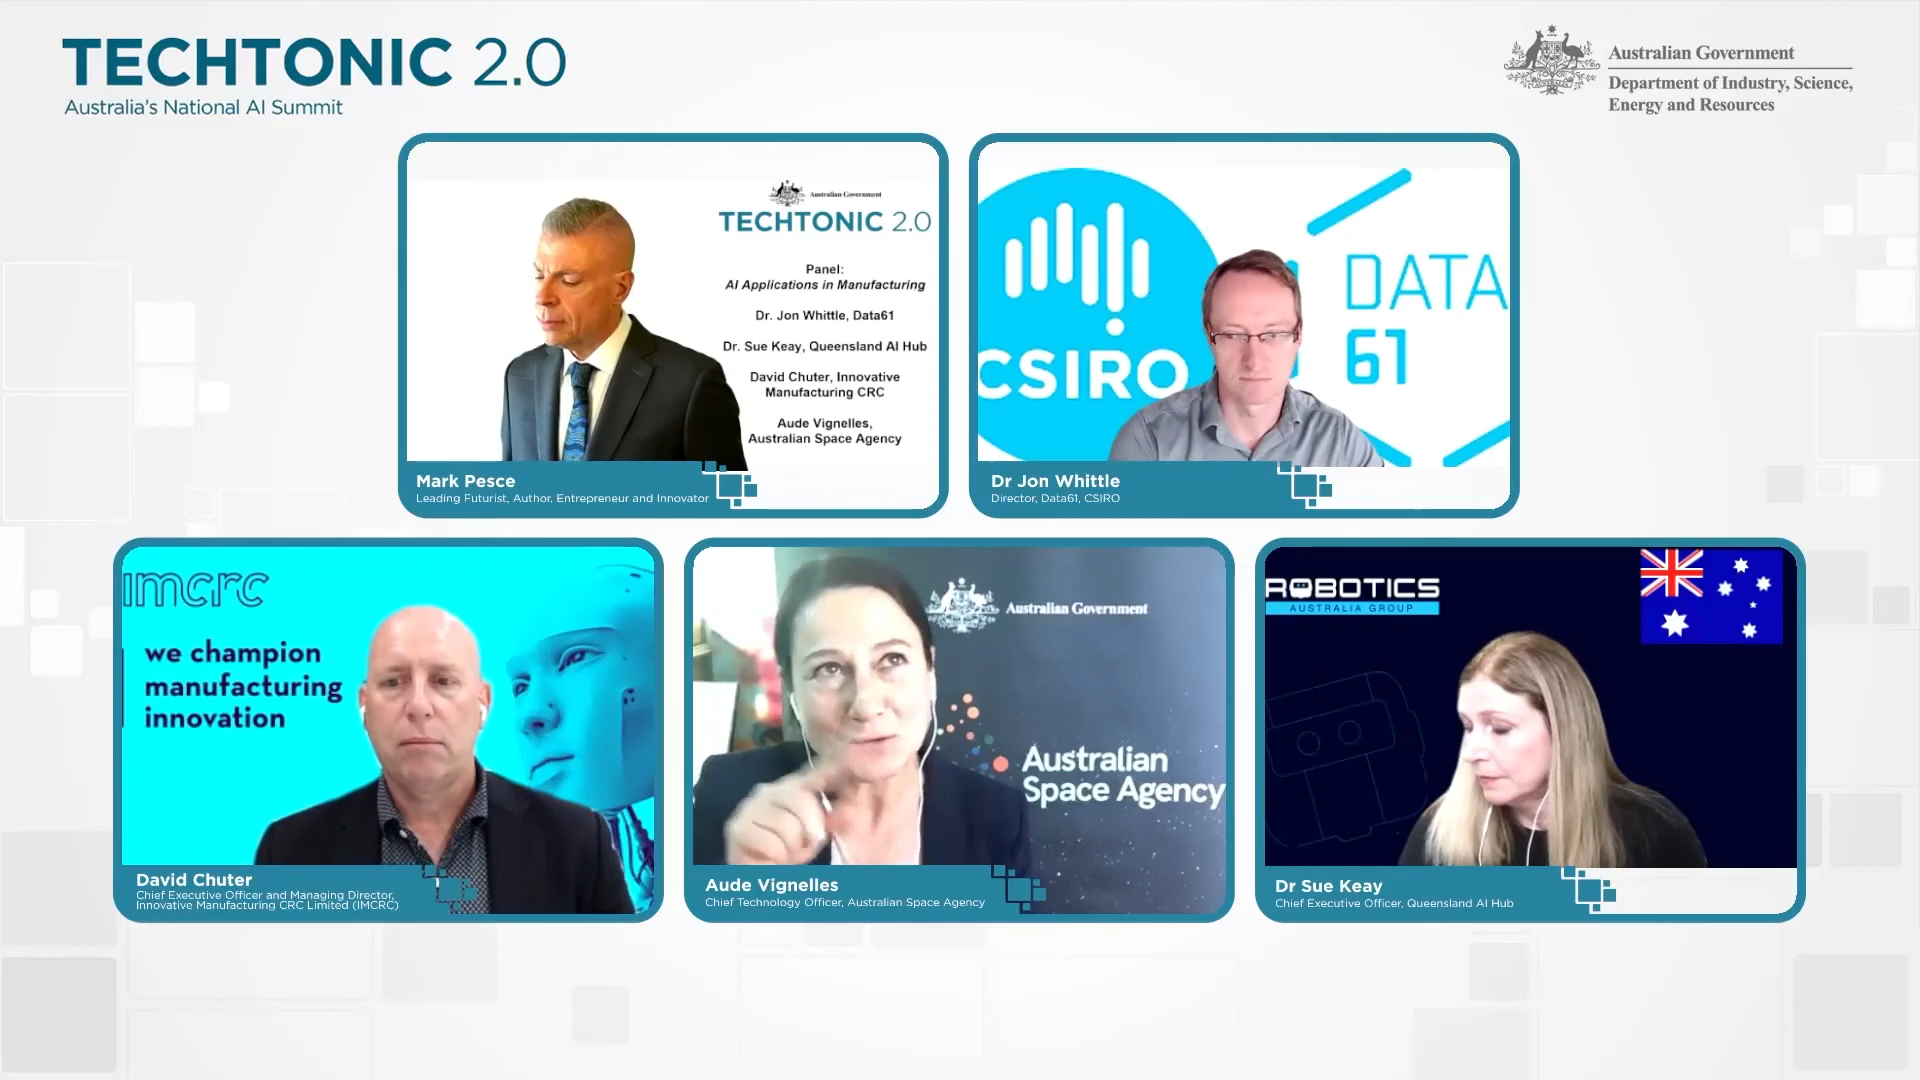 TECHTONIC 2.0
Australia's National AI Summit
Australian Government
Department of Industry, Science,
Energy and Resources
Australian Government
TECHTONIC 2.0
Panel:
AI Applications in Manufacturing
Dr. Jon Whittle, Data61
Dr. Sue Keay, Queensland AI Hub
David Chuter, Innovative
Manufacturing CRC
Aude Vignelles,
Australian Space Agency
Mark Pesce
Leading Futurist, Author, Entrepreneur and Innovator
CSIRO
DATA
61
Dr Jon Whittle
Director, Data61, CSIRO
imcrc
we champion
manufacturing
innovation
David Chuter
Chief Executive Officer and Managing Director,
Innovative Manufacturing CRC Limited (IMCRC)
Australian Government
Australian
Space Agency
Aude Vignelles
Chief Technology Officer, Australian Space Agency
ROBOTICS
AUSTRALIA GROUP
Dr Sue Keay
Chief Executive Officer, Queensland AI Hub